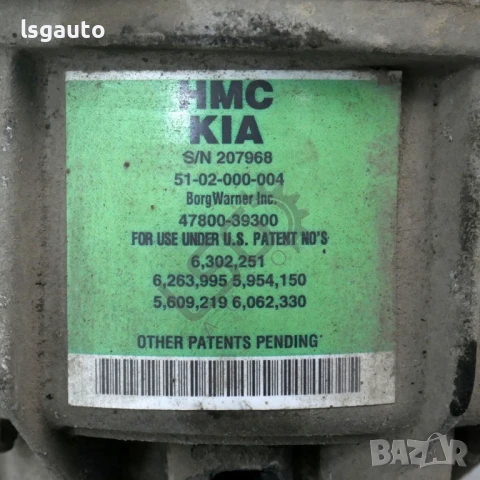 lsgauto
HMC
KIA
S/N 207968
51-02-000-004
BorgWarner Inc.
47800-39300
FOR USE UNDER U.S. PATENT NO'S
6,302,251
6,263,995 5,954,150
5,609,219 6,062,330
OTHER PATENTS PENDING
BAZAR